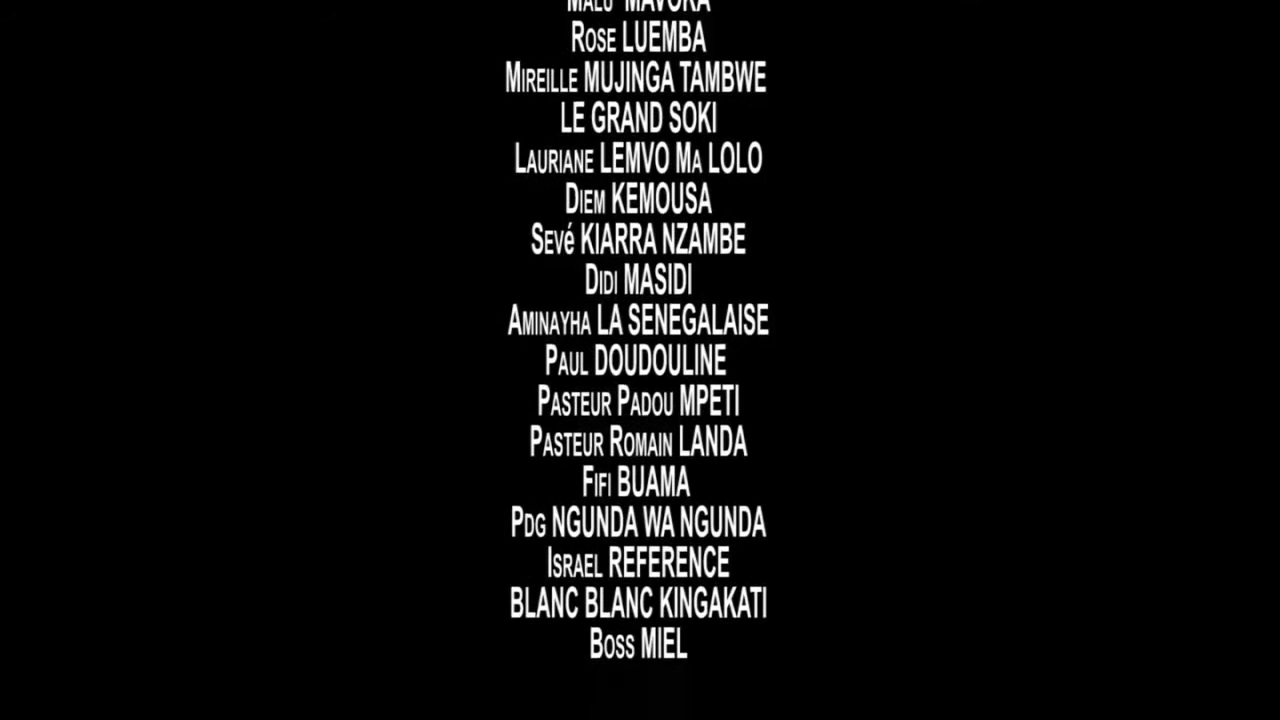 Malu MAVORA
Rose LUEMBA
Mireille MUJINGA TAMBWE
LE GRAND SOKI
Lauriane LEMVO Ma LOLO
Diem KEMOUSA
Sevé KIARRA NZAMBE
Didi MASIDI
Aminayha LA SENEGALAISE
Paul DOUDOULINE
Pasteur Padou MPETI
Pasteur Romain LANDA
Fifi BUAMA
Pdg NGUNDA WA NGUNDA
Israel REFERENCE
BLANC BLANC KINGAKATI
Boss MIEL